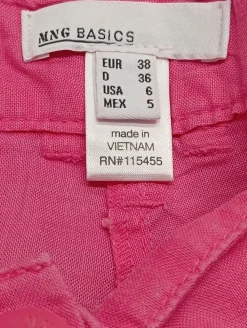 MNG BASICS
EUR 38
D 36
USA 6
MEX 5
made in
VIETNAM
RN#115455